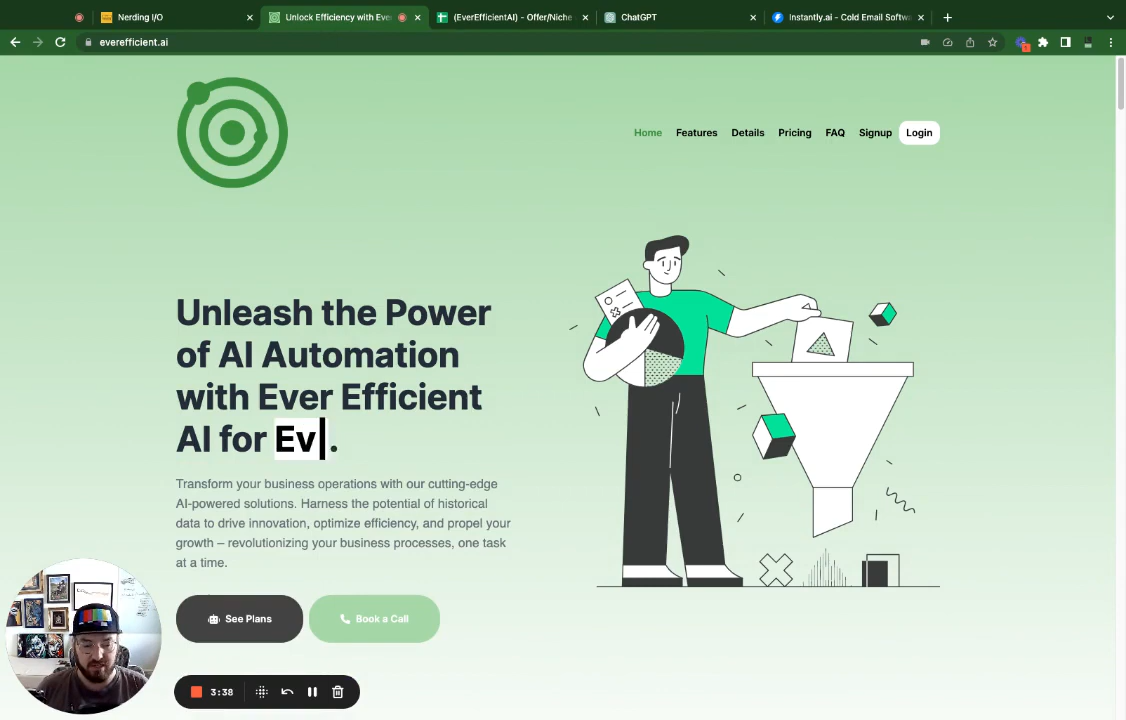 Nerding I/O
Unlock Efficiency with Eve
(EverEfficientAI) - Offer/Niche
ChatGPT
Instantly.ai - Cold Email Softwa
everefficient.ai
Home
Features
Details
Pricing
FAQ
Signup
Login
Unleash the Power
of AI Automation
with Ever Efficient
AI for Ev|.
Transform your business operations with our cutting-edge
AI-powered solutions. Harness the potential of historical
data to drive innovation, optimize efficiency, and propel your
growth – revolutionizing your business processes, one task
at a time.
See Plans
Book a Call
3:38